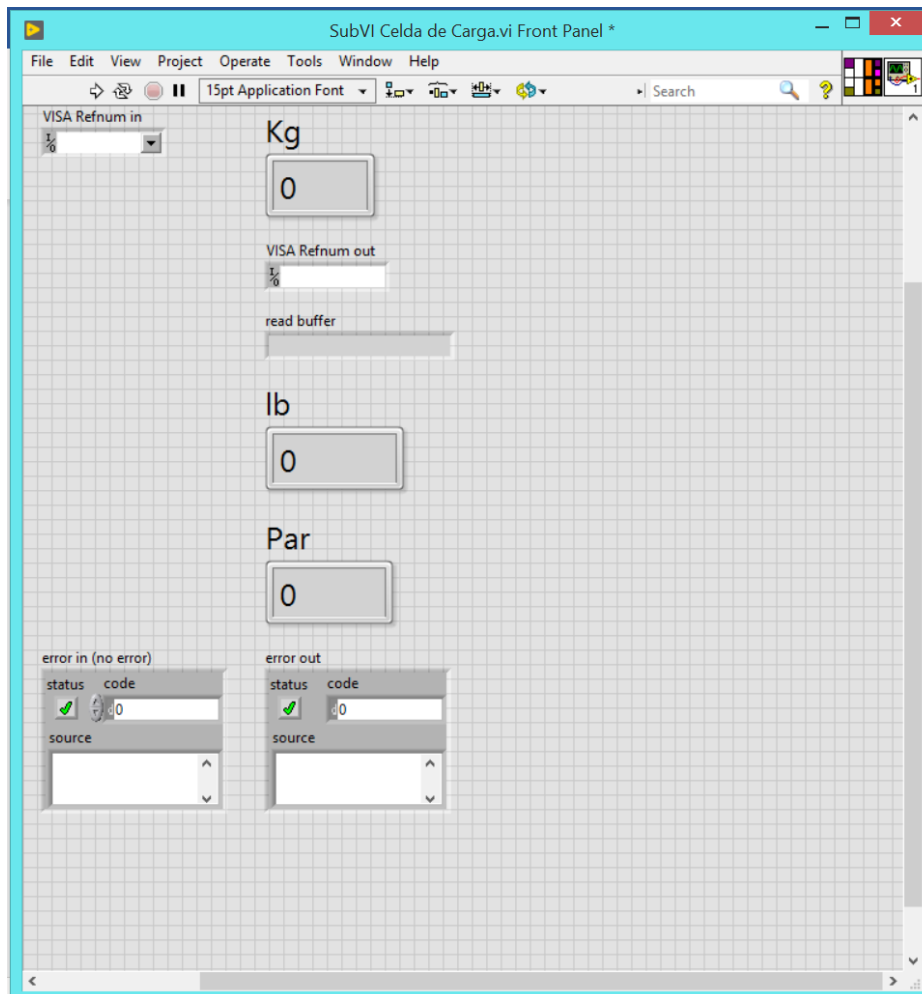 SubVI Celda de Carga.vi Front Panel *
File Edit View Project Operate Tools Window Help
15pt Application Font
Search
1
VISA Refnum in
I/O
Kg
0
VISA Refnum out
I/O
read buffer
lb
0
Par
0
error in (no error)
error out
status code
status code
d 0
d 0
source
source